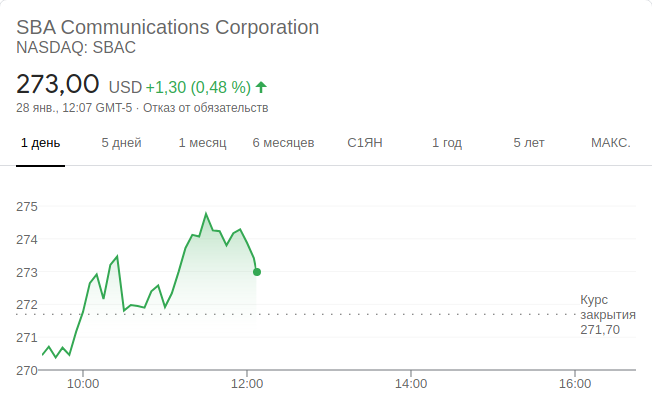 SBA Communications Corporation
NASDAQ: SBAC
273,00 USD +1,30 (0,48 %)
28 янв., 12:07 GMT-5 · Отказ от обязательств
1 день 5 дней 1 месяц 6 месяцев С1ЯН 1 год 5 лет МАКС.
275
274
273
272
Курс
закрытия
271,70
271
270
10:00 12:00 14:00 16:00